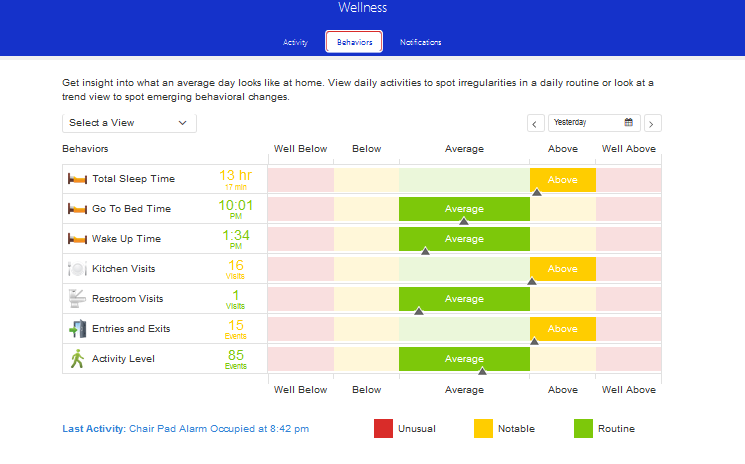 Wellness
Activity Behaviors Notifications
Get insight into what an average day looks like at home. View daily activities to spot irregularities in a daily routine or look at a
trend view to spot emerging behavioral changes.
Select a View Yesterday
Behaviors Well Below Below Average Above Well Above
Total Sleep Time 13 hr 17 min Above
Go To Bed Time 10:01 PM Average
Wake Up Time 1:34 PM Average
Kitchen Visits 16 Visits Above
Restroom Visits 1 Visits Average
Entries and Exits 15 Events Above
Activity Level 85 Events Average
Well Below Below Average Above Well Above
Last Activity: Chair Pad Alarm Occupied at 8:42 pm Unusual Notable Routine